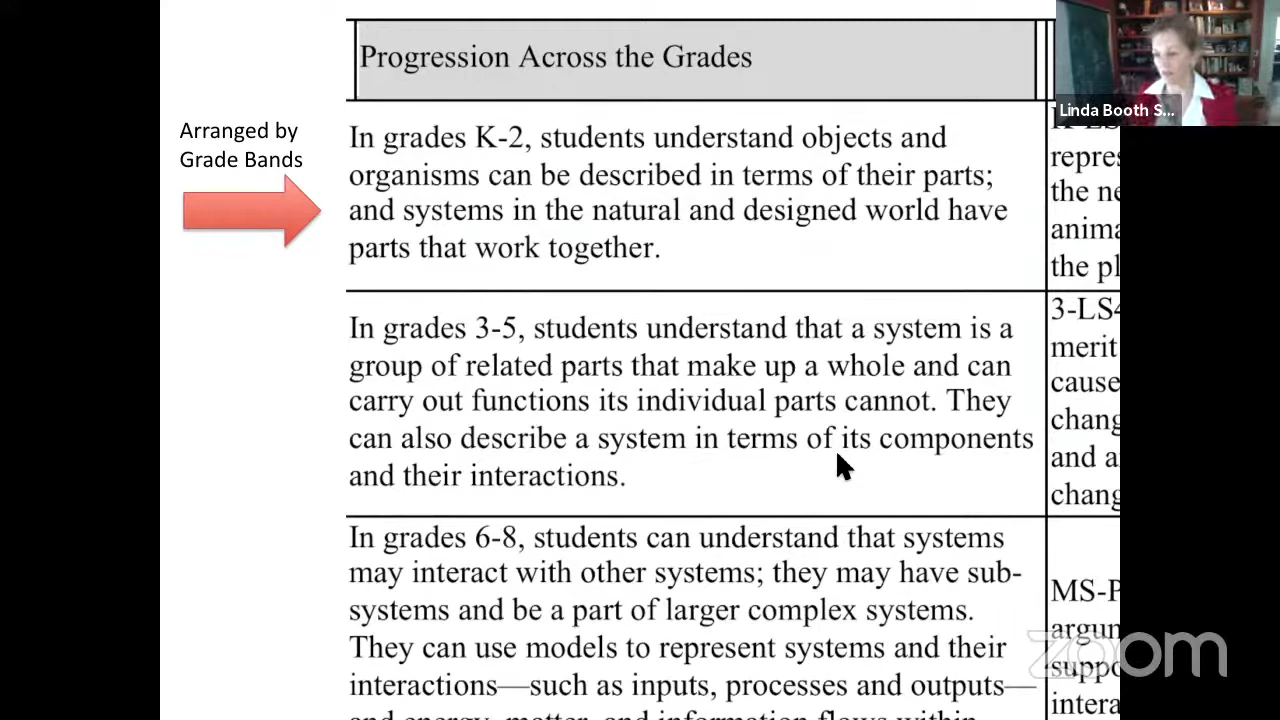 Progression Across the Grades
Linda Booth S...
Arranged by
Grade Bands
In grades K-2, students understand objects and
organisms can be described in terms of their parts;
and systems in the natural and designed world have
parts that work together.
the pl
In grades 3-5, students understand that a system is a
group of related parts that make up a whole and can
carry out functions its individual parts cannot. They
can also describe a system in terms of its components
and their interactions.
3-LS4
merit
cause
chang
and a
chang
In grades 6-8, students can understand that systems
may interact with other systems; they may have sub-
systems and be a part of larger complex systems.
They can use models to represent systems and their
interactions—such as inputs, processes and outputs—
and energy, matter, and information flows within
MS-P
argun
suppo
intera
zoom